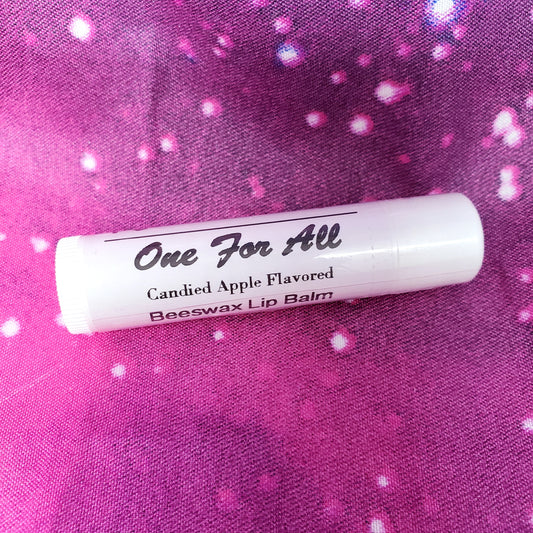 One For All
Candied Apple Flavored
Beeswax Lip Balm